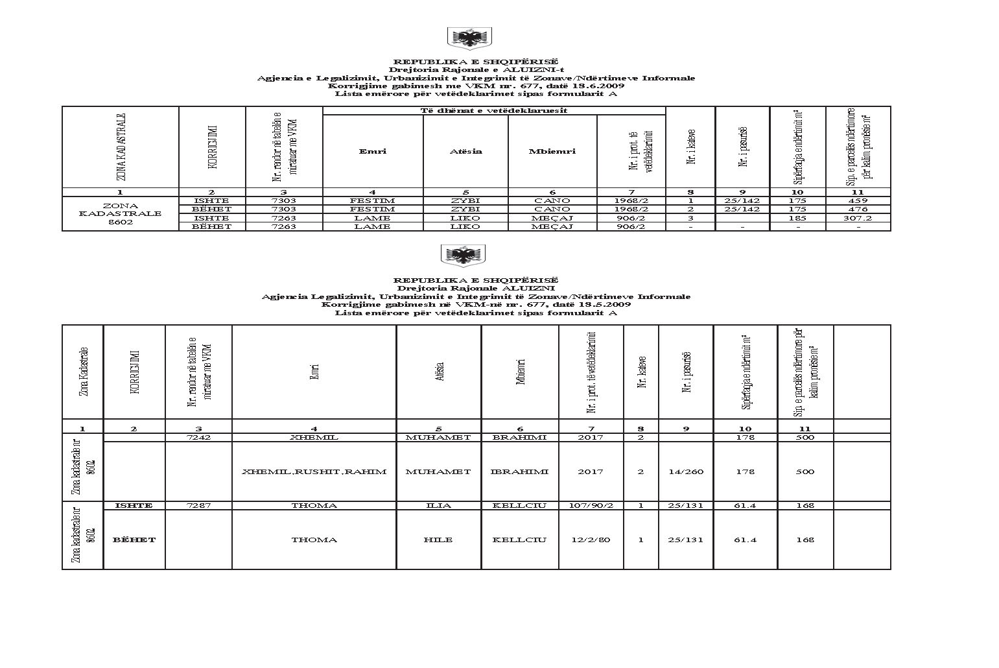 REPUBLIKA E SHQIPËRISË
Drejtoria Rajonale e ALUIZNI-t
Agjencia e Legalizimit, Urbanizimit e Integrimit të Zonave/Ndërtimeve Informale
Korrigjime gabimesh me VKM nr. 677, datë 18.6.2009
Lista emërore për vetëdeklarimet sipas formularit A
ZONA KADASTRALE
KORRIGJIMI
Nr. rendor në tabelën e
miratuar me VKM
Të dhënat e vetëdeklaruesit
Emri
Atësia
Mbiemri
Nr. i prot. të
vetëdeklarimit
Nr. i kateve
Nr. i pasurisë
Sipërfaqja e ndërtimit m²
Sip. e parcelës ndërtimore
për kalim pronësie m²
1 2 3 4 5 6 7 8 9 10 11
ZONA
KADASTRALE
8602
ISHTE 7303 FESTIM ZYBI CANO 1968/2 1 25/142 175 459
BËHET 7303 FESTIM ZYBI CANO 1968/2 2 25/142 175 476
ISHTE 7263 LAME LIKO MEÇAJ 906/2 3 185 307.2
BËHET 7263 LAME LIKO MEÇAJ 906/2 - - - -
REPUBLIKA E SHQIPËRISË
Drejtoria Rajonale ALUIZNI
Agjencia Legalizimit, Urbanizimit e Integrimit të Zonave/Ndërtimeve Informale
Korrigjime gabimesh në VKM-në nr. 677, datë 18.5.2009
Lista emërore për vetëdeklarimet sipas formularit A
Zona Kadastrale
KORRIGJIMI
Nr. rendor në tabelën e
miratuar me VKM
Emri
Atësia
Mbiemri
Nr. i prot. të vetëdeklarimit
Nr. kateve
Nr. i pasurisë
Sipërfaqja e ndërtimit m²
Sip. e parcelës ndërtimore për
kalim pronësie m²
1 2 3 4 5 6 7 8 9 10 11
Zona kadastrale nr
8602
7242 XHEMIL MUHAMET BRAHIMI 2017 2 178 500
XHEMIL,RUSHIT,RAHIM MUHAMET IBRAHIMI 2017 2 14/260 178 500
Zona kadastrale nr
8602
ISHTE 7287 THOMA ILIA KELLCIU 107/90/2 1 25/131 61.4 168
BËHET THOMA HILE KELLCIU 12/2/80 1 25/131 61.4 168